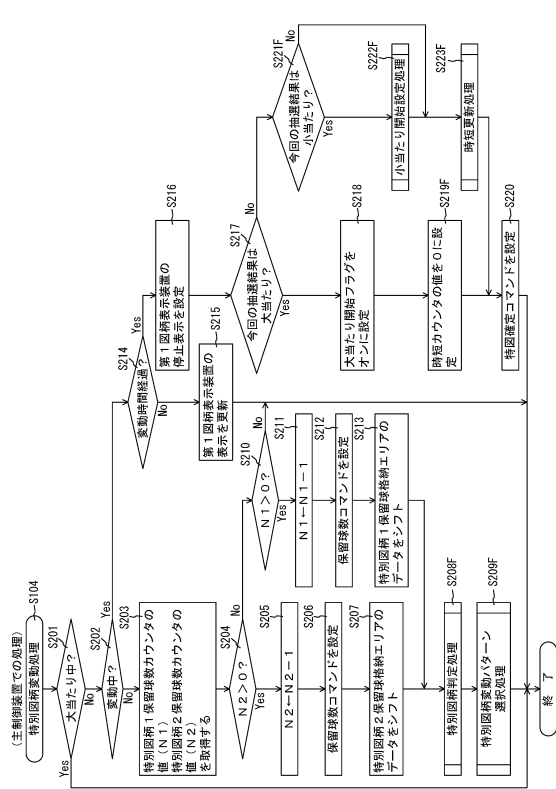 (主制御装置での処理)
特別図柄変動処理
S104
S201
大当たり中?
Yes
No
S202
変動中?
Yes
No
S203
特別図柄1保留球数カウンタの
値(N1)
特別図柄2保留球数カウンタの
値(N2)
を取得する
S204
N2>0?
No
Yes
S205
N2←N2-1
S206
保留球数コマンドを設定
S207
特別図柄2保留球格納エリアの
データをシフト
S208F
特別図柄判定処理
S209F
特別図柄変動パターン
選択処理
終 了
S210
N1>0?
No
Yes
S211
N1←N1-1
S212
保留球数コマンドを設定
S213
特別図柄1保留球格納エリアの
データをシフト
S214
変動時間経過?
Yes
No
S215
第1図柄表示装置の
表示を更新
S216
第1図柄表示装置の
停止表示を設定
S217
今回の抽選結果は
大当たり?
No
Yes
S218
大当たり開始フラグを
オンに設定
S219F
時短カウンタの値を0に設
定
S220
特図確定コマンドを設定
S221F
今回の抽選結果は
小当たり?
No
Yes
S222F
小当たり開始設定処理
S223F
時短更新処理